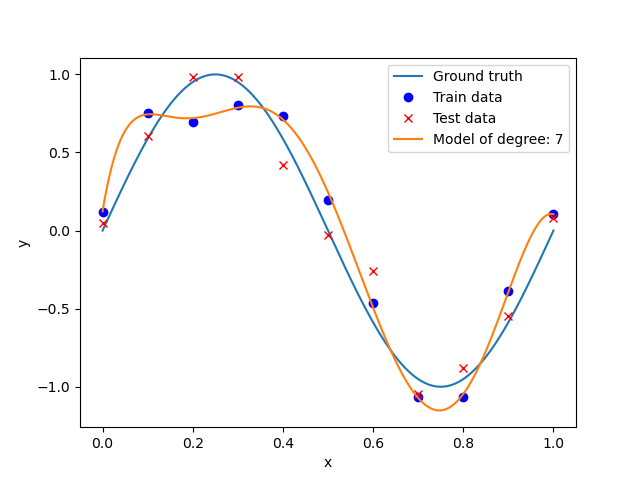 Ground truth
Train data
Test data
Model of degree: 7
1.0
0.5
0.0
−0.5
−1.0
y
0.0 0.2 0.4 0.6 0.8 1.0
x